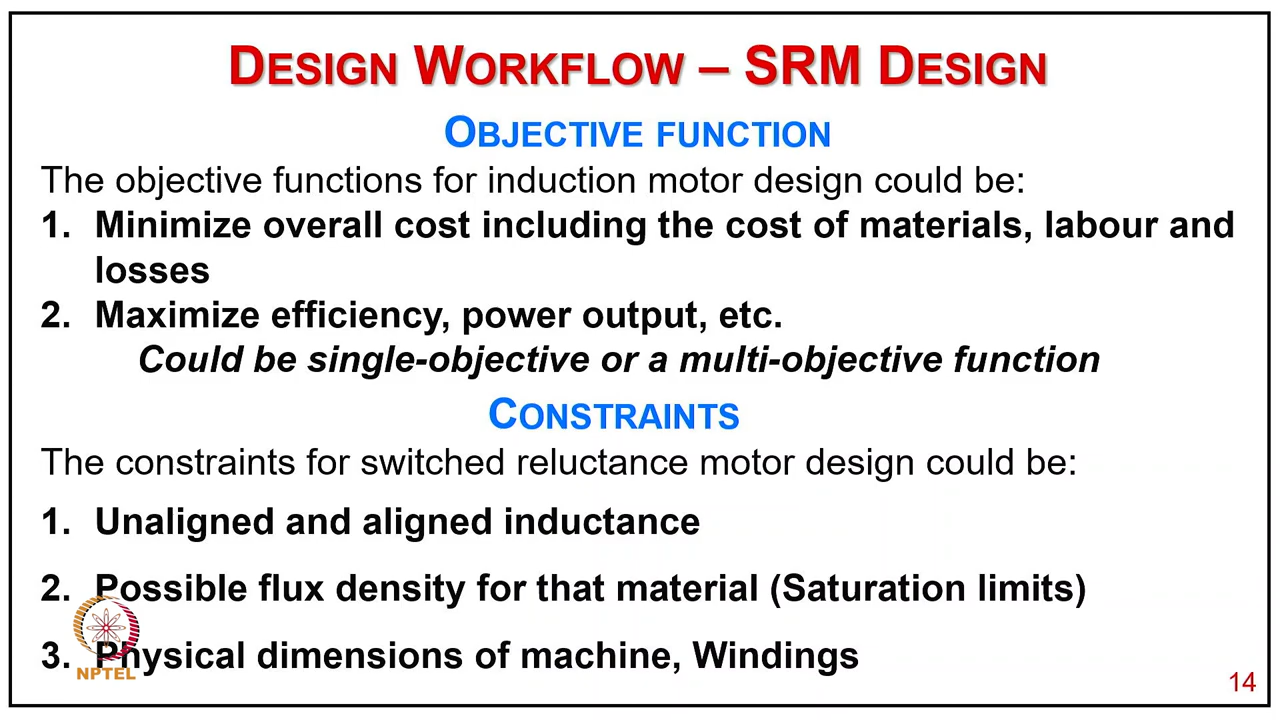 DESIGN WORKFLOW – SRM DESIGN
OBJECTIVE FUNCTION
The objective functions for induction motor design could be:
1. Minimize overall cost including the cost of materials, labour and
losses
2. Maximize efficiency, power output, etc.
Could be single-objective or a multi-objective function
CONSTRAINTS
The constraints for switched reluctance motor design could be:
1. Unaligned and aligned inductance
2. Possible flux density for that material (Saturation limits)
3. Physical dimensions of machine, Windings
NPTEL
14